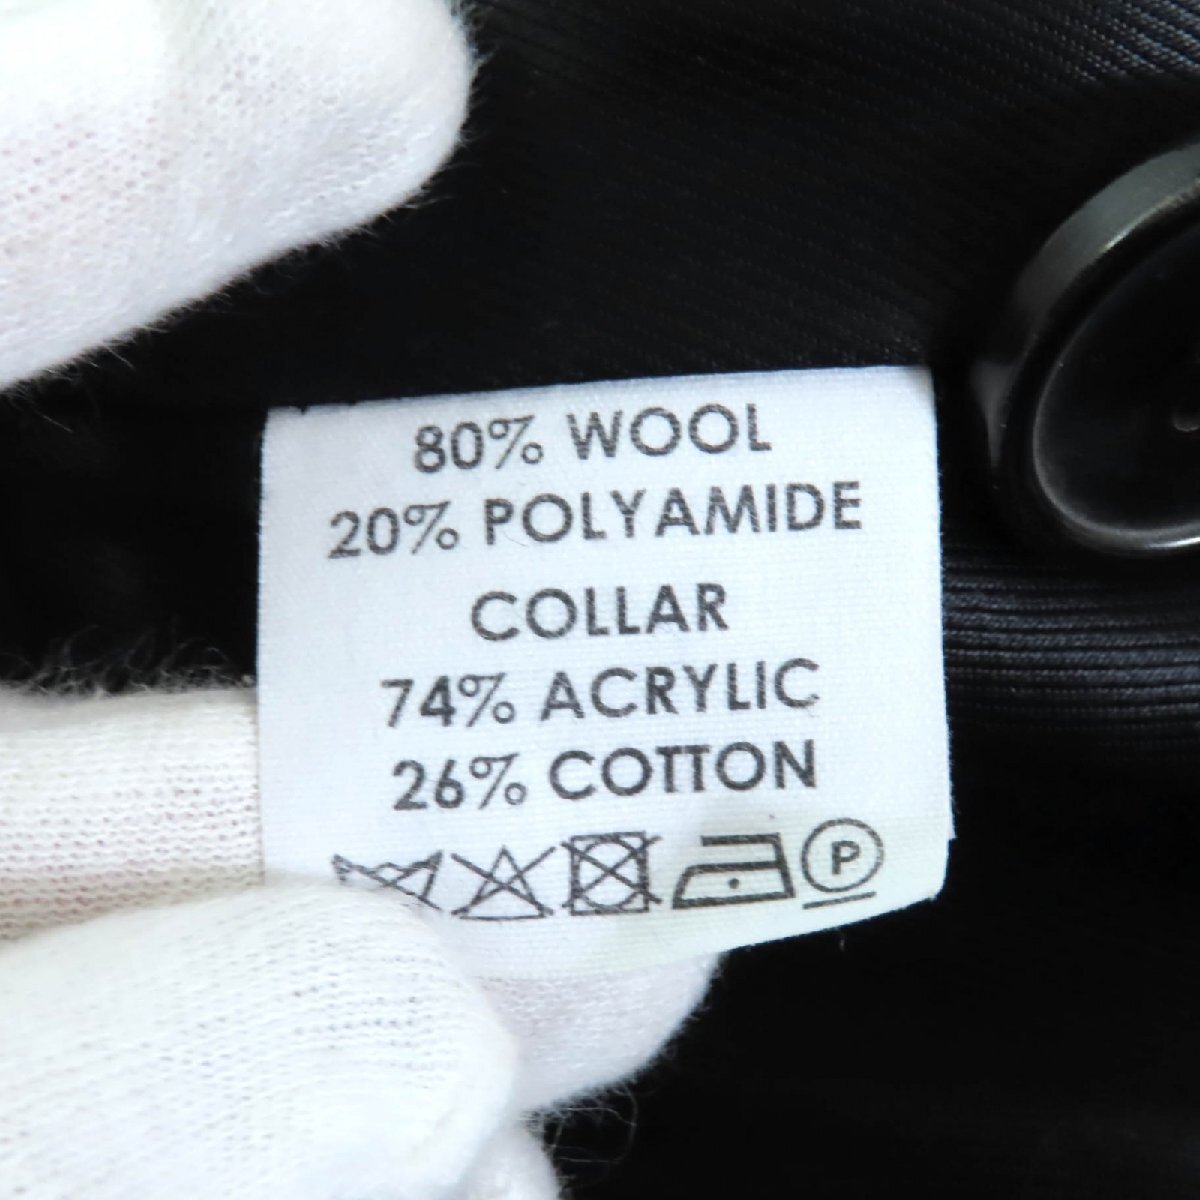 80% WOOL
20% POLYAMIDE
COLLAR
74% ACRYLIC
26% COTTON
P